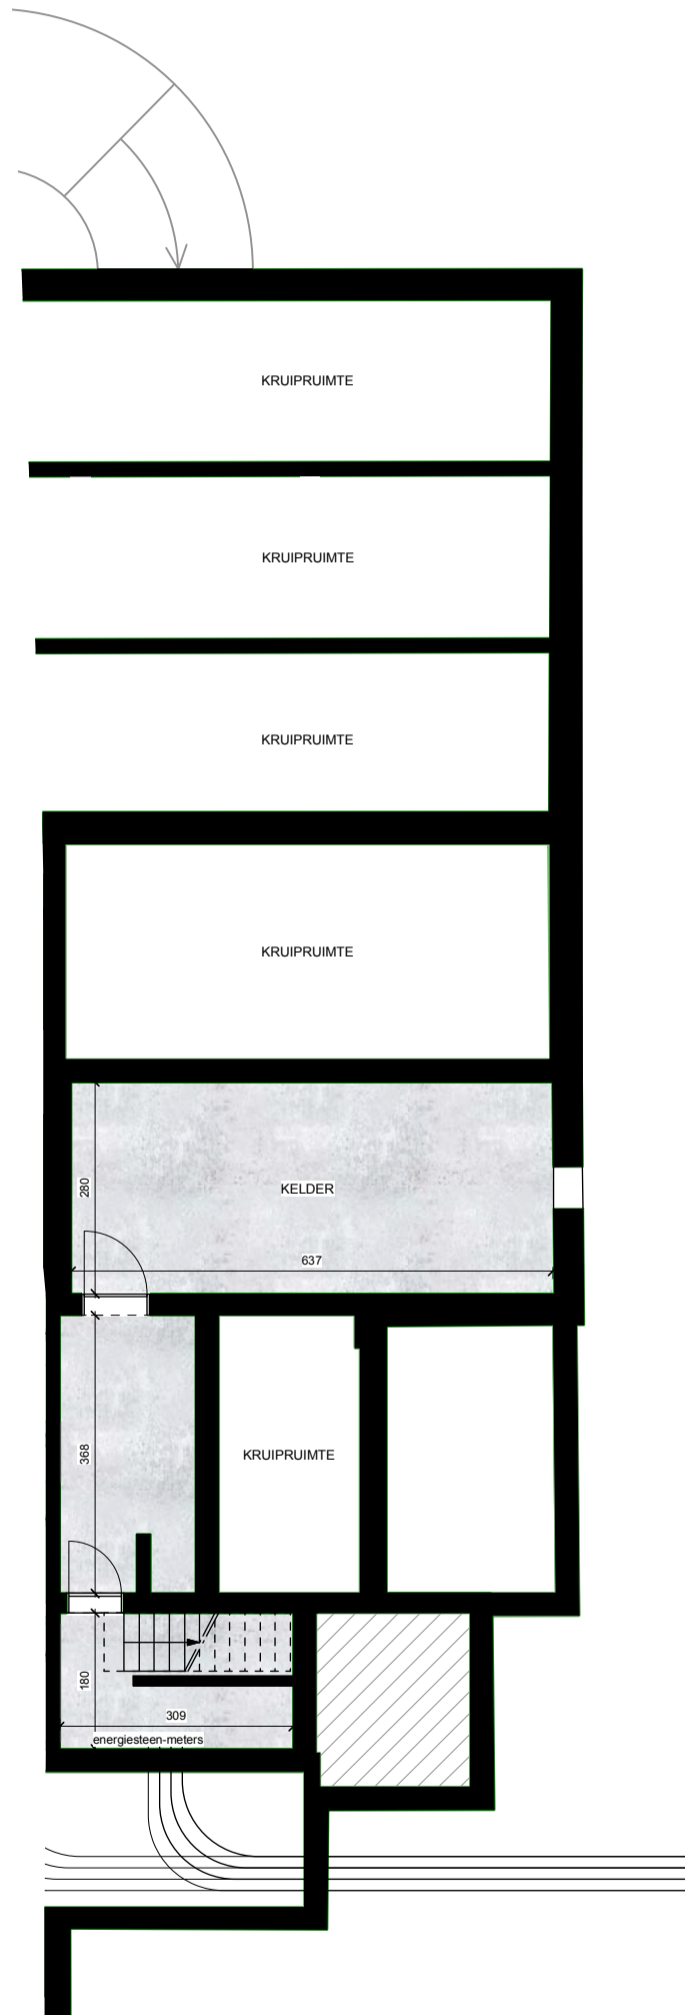 KRUIPRUIMTE
KRUIPRUIMTE
KRUIPRUIMTE
KRUIPRUIMTE
280
KELDER
637
368
KRUIPRUIMTE
180
309
energiesteen-meters